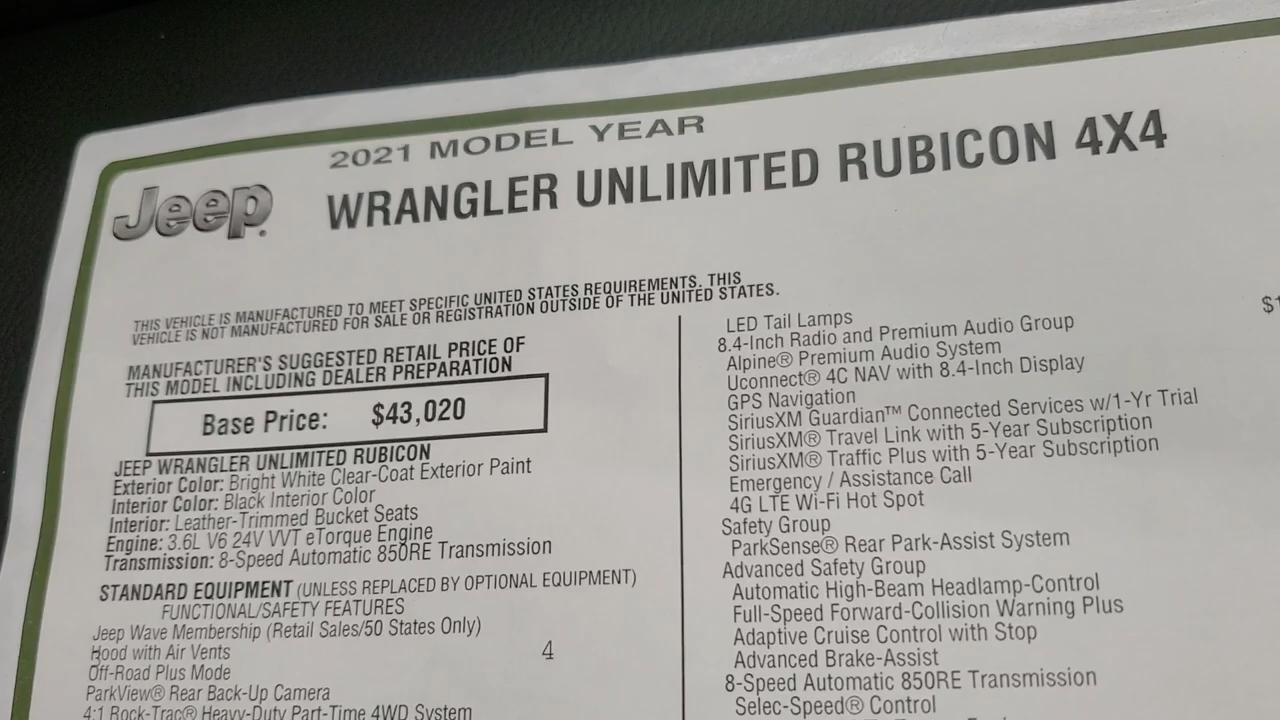 2021 MODEL YEAR
Jeep
WRANGLER UNLIMITED RUBICON 4X4
THIS VEHICLE IS MANUFACTURED TO MEET SPECIFIC UNITED STATES REQUIREMENTS. THIS
VEHICLE IS NOT MANUFACTURED FOR SALE OR REGISTRATION OUTSIDE OF THE UNITED STATES.
MANUFACTURER'S SUGGESTED RETAIL PRICE OF
THIS MODEL INCLUDING DEALER PREPARATION
Base Price: $43,020
JEEP WRANGLER UNLIMITED RUBICON
Exterior Color: Bright White Clear-Coat Exterior Paint
Interior Color: Black Interior Color
Interior: Leather-Trimmed Bucket Seats
Engine: 3.6L V6 24V VVT eTorque Engine
Transmission: 8-Speed Automatic 850RE Transmission
STANDARD EQUIPMENT (UNLESS REPLACED BY OPTIONAL EQUIPMENT)
FUNCTIONAL/SAFETY FEATURES
Jeep Wave Membership (Retail Sales/50 States Only)
Hood with Air Vents
4
Off-Road Plus Mode
ParkView® Rear Back-Up Camera
4:1 Rock-Trac® Heavy-Duty Part-Time 4WD System
LED Tail Lamps
8.4-Inch Radio and Premium Audio Group
Alpine® Premium Audio System
Uconnect® 4C NAV with 8.4-Inch Display
GPS Navigation
SiriusXM Guardian™ Connected Services w/1-Yr Trial
SiriusXM® Travel Link with 5-Year Subscription
SiriusXM® Traffic Plus with 5-Year Subscription
Emergency / Assistance Call
4G LTE Wi-Fi Hot Spot
Safety Group
ParkSense® Rear Park-Assist System
Advanced Safety Group
Automatic High-Beam Headlamp-Control
Full-Speed Forward-Collision Warning Plus
Adaptive Cruise Control with Stop
Advanced Brake-Assist
8-Speed Automatic 850RE Transmission
Selec-Speed® Control